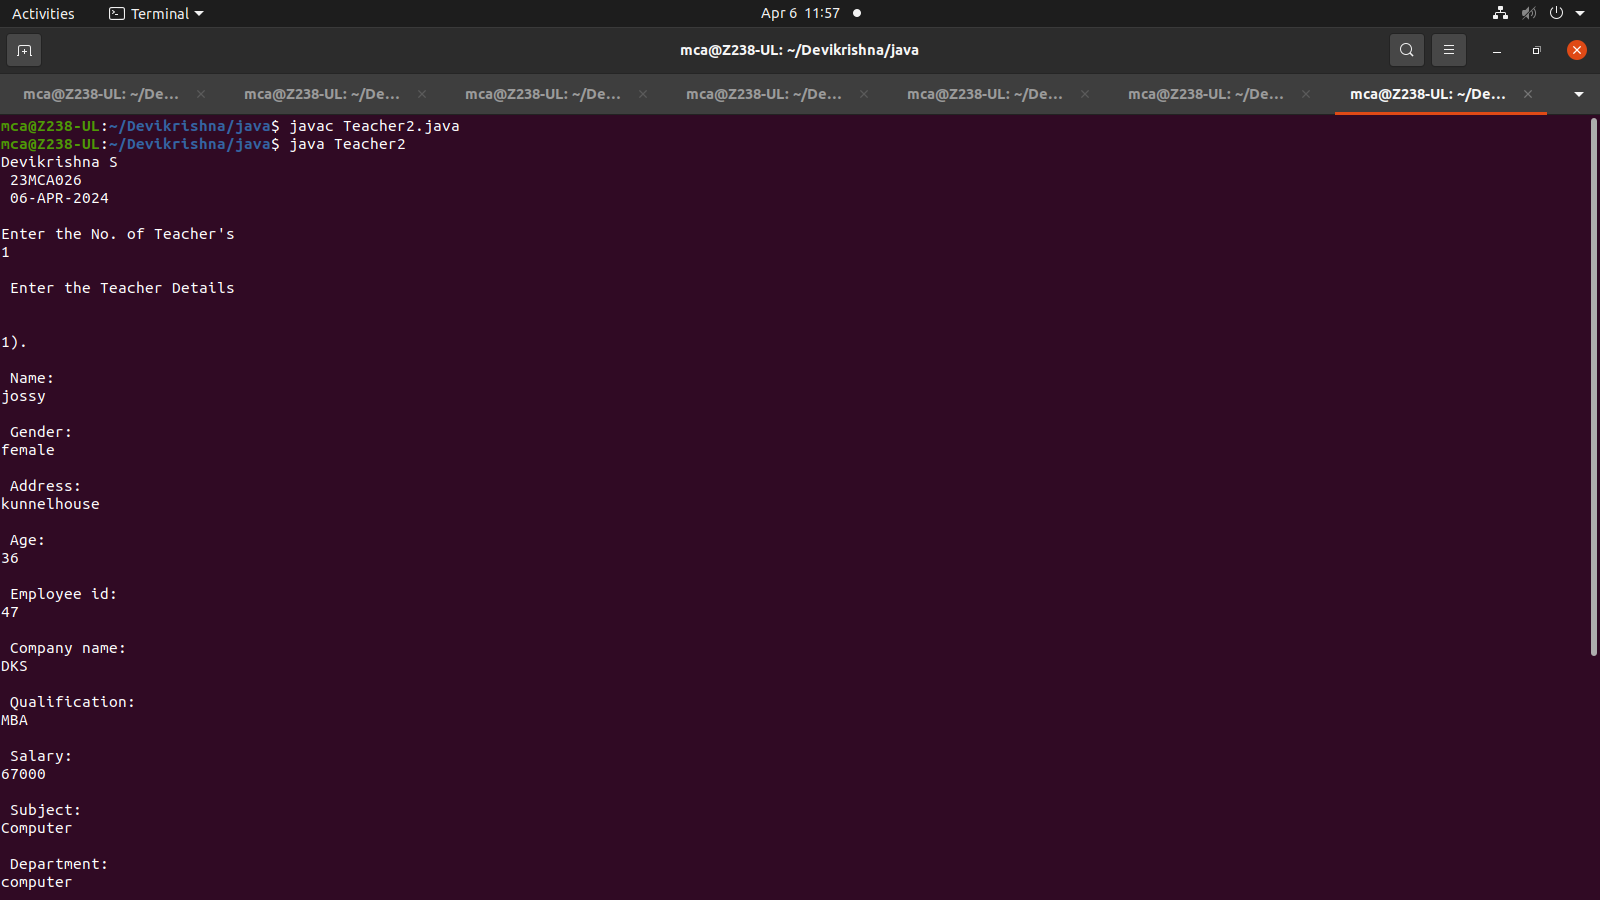 Activities Terminal Apr 6 11:57
mca@Z238-UL: ~/Devikrishna/java
mca@Z238-UL: ~/De... mca@Z238-UL: ~/De... mca@Z238-UL: ~/De... mca@Z238-UL: ~/De... mca@Z238-UL: ~/De... mca@Z238-UL: ~/De... mca@Z238-UL: ~/De...
mca@Z238-UL:~/Devikrishna/java$ javac Teacher2.java
mca@Z238-UL:~/Devikrishna/java$ java Teacher2
Devikrishna S
23MCA026
06-APR-2024
Enter the No. of Teacher's
1
Enter the Teacher Details
1).
Name:
jossy
Gender:
female
Address:
kunnelhouse
Age:
36
Employee id:
47
Company name:
DKS
Qualification:
MBA
Salary:
67000
Subject:
Computer
Department:
computer